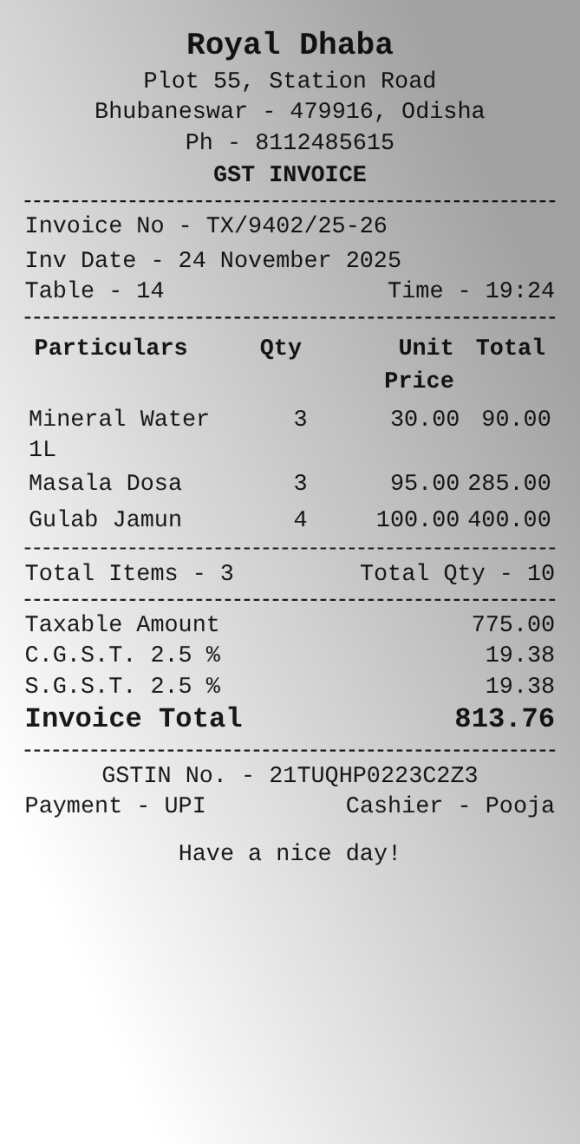 Royal Dhaba
Plot 55, Station Road
Bhubaneswar - 479916, Odisha
Ph - 8112485615
GST INVOICE
Invoice No - TX/9402/25-26
Inv Date - 24 November 2025
Table - 14 Time - 19:24
Particulars Qty Unit Price Total
Mineral Water 1L 3 30.00 90.00
Masala Dosa 3 95.00 285.00
Gulab Jamun 4 100.00 400.00
Total Items - 3 Total Qty - 10
Taxable Amount 775.00
C.G.S.T. 2.5 % 19.38
S.G.S.T. 2.5 % 19.38
Invoice Total 813.76
GSTIN No. - 21TUQHP0223C2Z3
Payment - UPI Cashier - Pooja
Have a nice day!